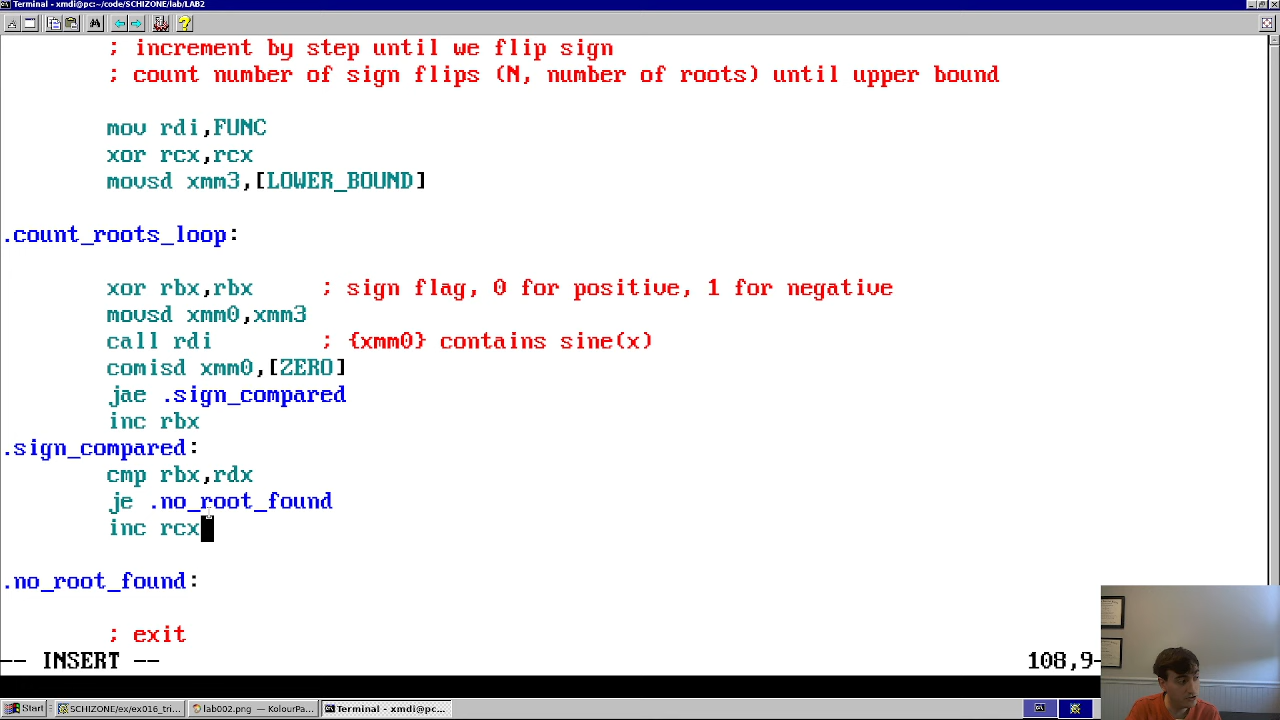 Terminal - xmdi@pc:~/code/SCHIZONE/lab/LAB2
; increment by step until we flip sign
; count number of sign flips (N, number of roots) until upper bound
mov rdi,FUNC
xor rcx,rcx
movsd xmm3,[LOWER_BOUND]
.count_roots_loop:
xor rbx,rbx ; sign flag, 0 for positive, 1 for negative
movsd xmm0,xmm3
call rdi ; {xmm0} contains sine(x)
comisd xmm0,[ZERO]
jae .sign_compared
inc rbx
.sign_compared:
cmp rbx,rdx
je .no_root_found
inc rcx
.no_root_found:
; exit
-- INSERT -- 108,9-
Start SCHIZONE/ex/ex016_tri... lab002.png — KolourPa... Terminal - xmdi@pc...